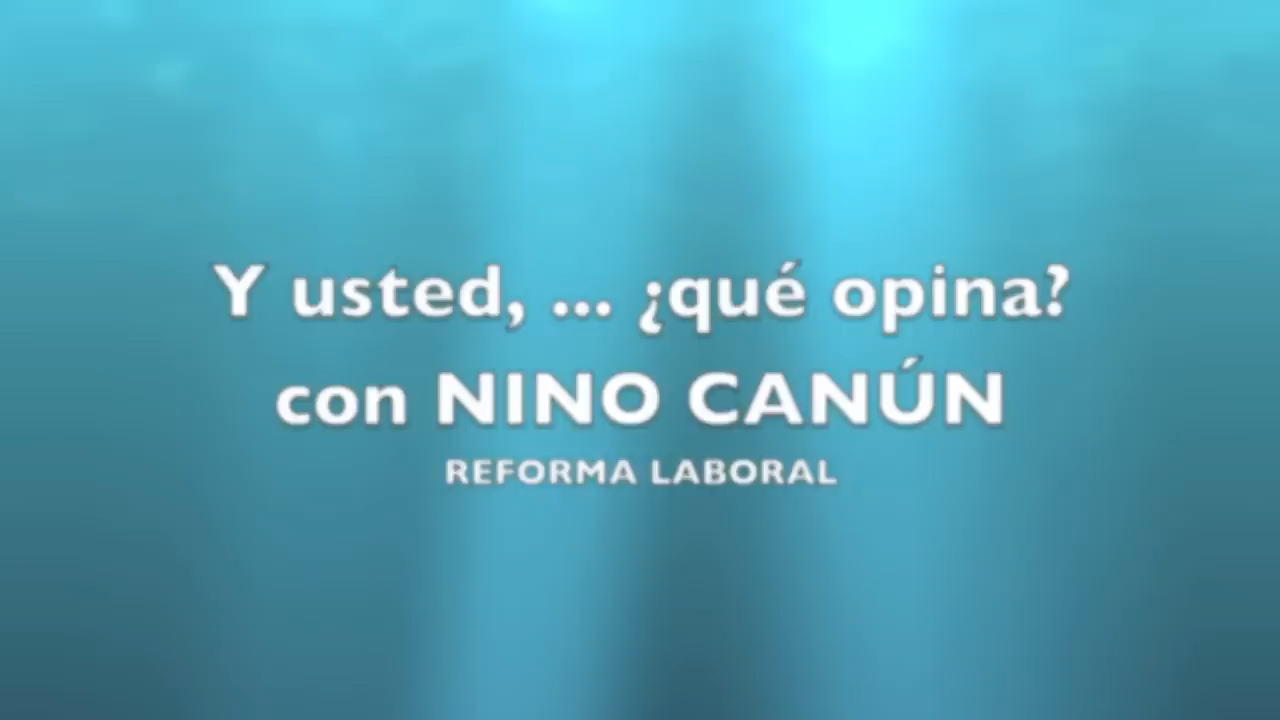 Y usted, ... ¿qué opina?
con NINO CANÚN
REFORMA LABORAL